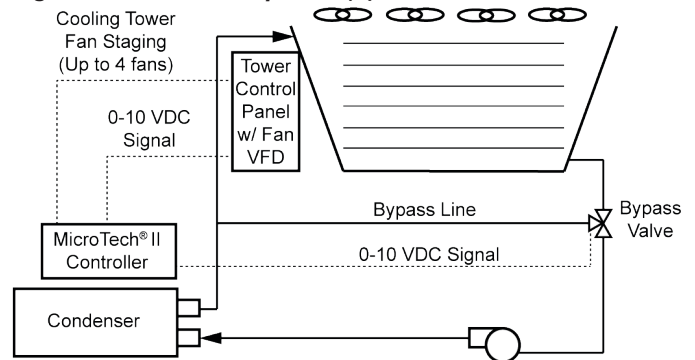 Cooling Tower
Fan Staging
(Up to 4 fans)
Tower
Control
Panel
w/ Fan
VFD
0-10 VDC
Signal
Bypass Line
Bypass
Valve
MicroTech® II
Controller
0-10 VDC Signal
Condenser